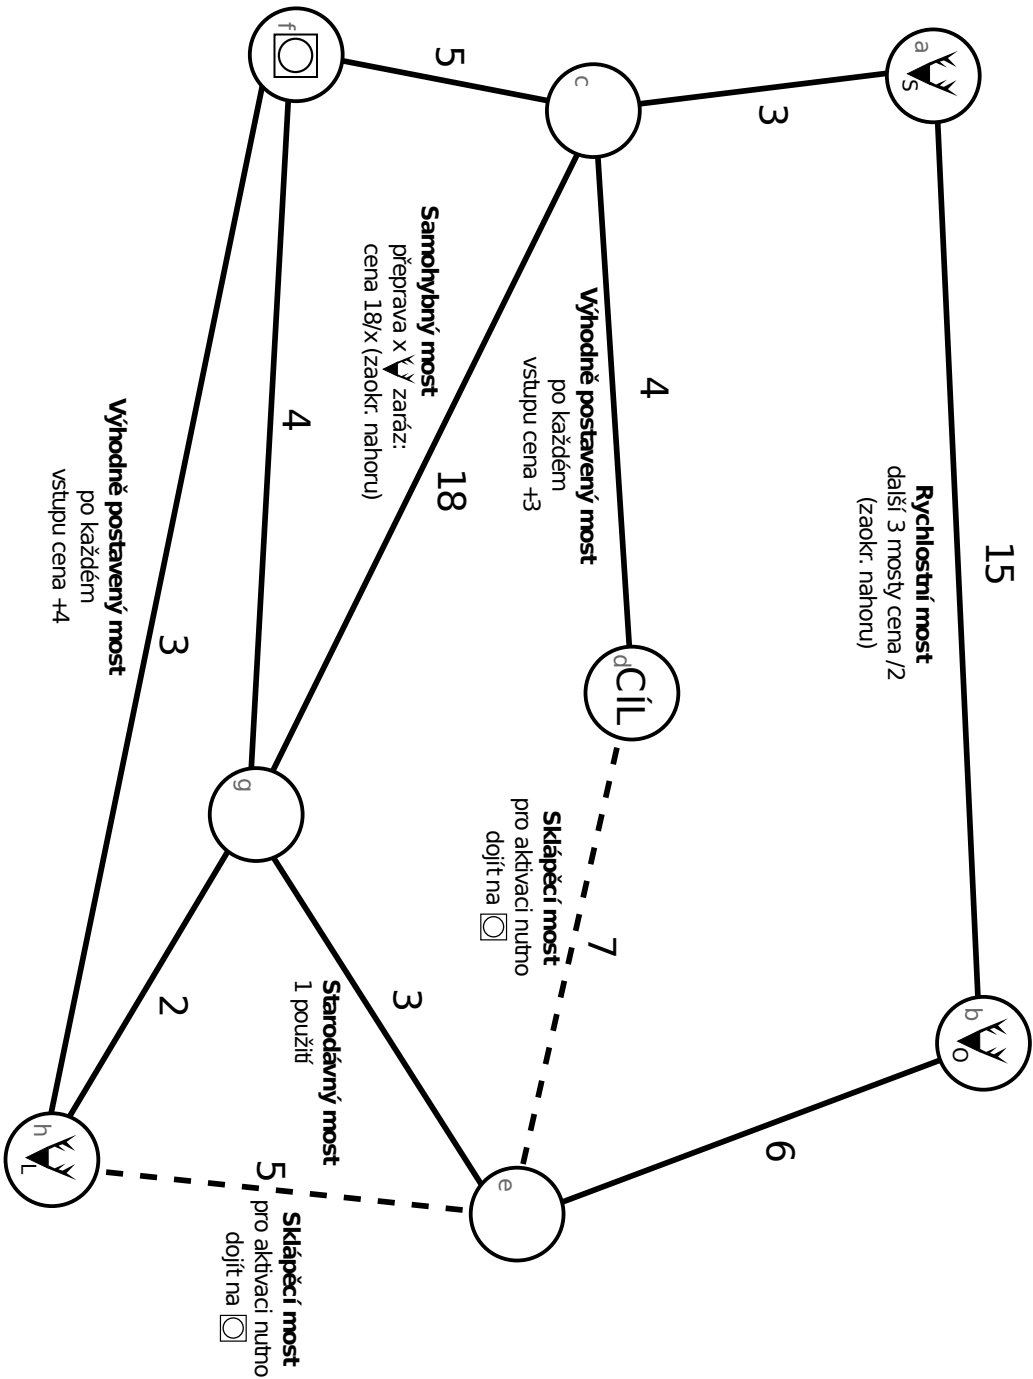 a
S
3
c
5
f
15
Rychlostní most
další 3 mosty cena /2
(zaokr. nahoru)
4
Výhodně postavený most
po každém
vstupu cena +3
18
Samohybný most
přeprava x zaráz:
cena 18/x (zaokr. nahoru)
4
3
Výhodně postavený most
po každém
vstupu cena +4
d
CÍL
g
b
O
7
Sklápěcí most
pro aktivaci nutno
dojít na
6
3
Starodávný most
1 použití
2
e
h
L
5
Sklápěcí most
pro aktivaci nutno
dojít na